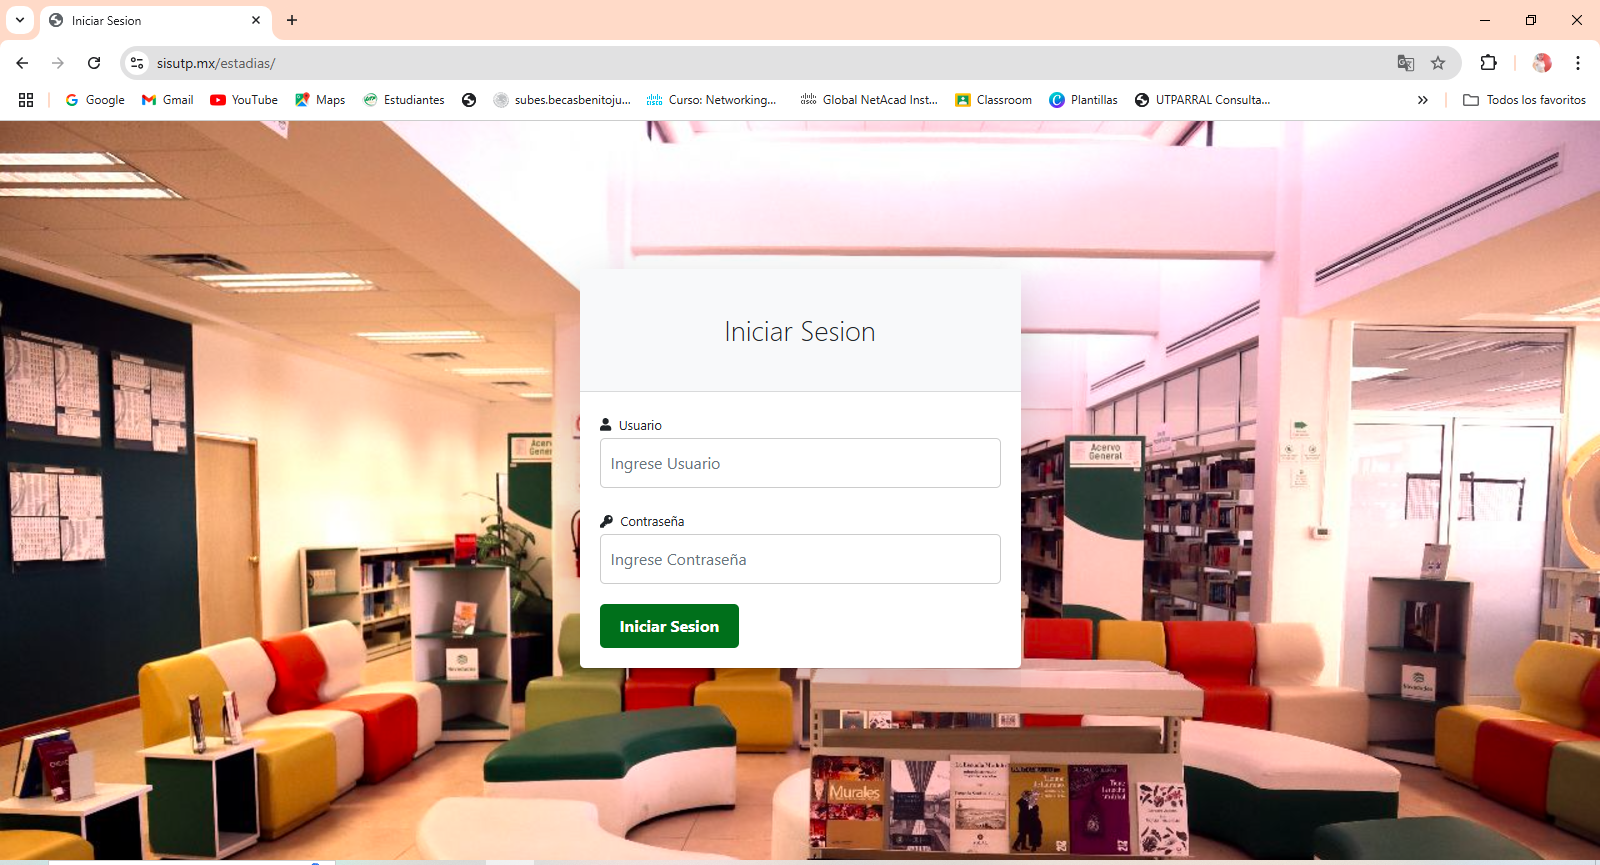 Iniciar Sesion
sisutp.mx/estadias/
Google
Gmail
YouTube
Maps
Estudiantes
subes.becasbenitoju...
Curso: Networking...
Global NetAcad Inst...
Classroom
Plantillas
UTPARRAL Consulta...
Todos los favoritos
Iniciar Sesion
Usuario
Ingrese Usuario
Contraseña
Ingrese Contraseña
Iniciar Sesion
Acervo
General
Murales